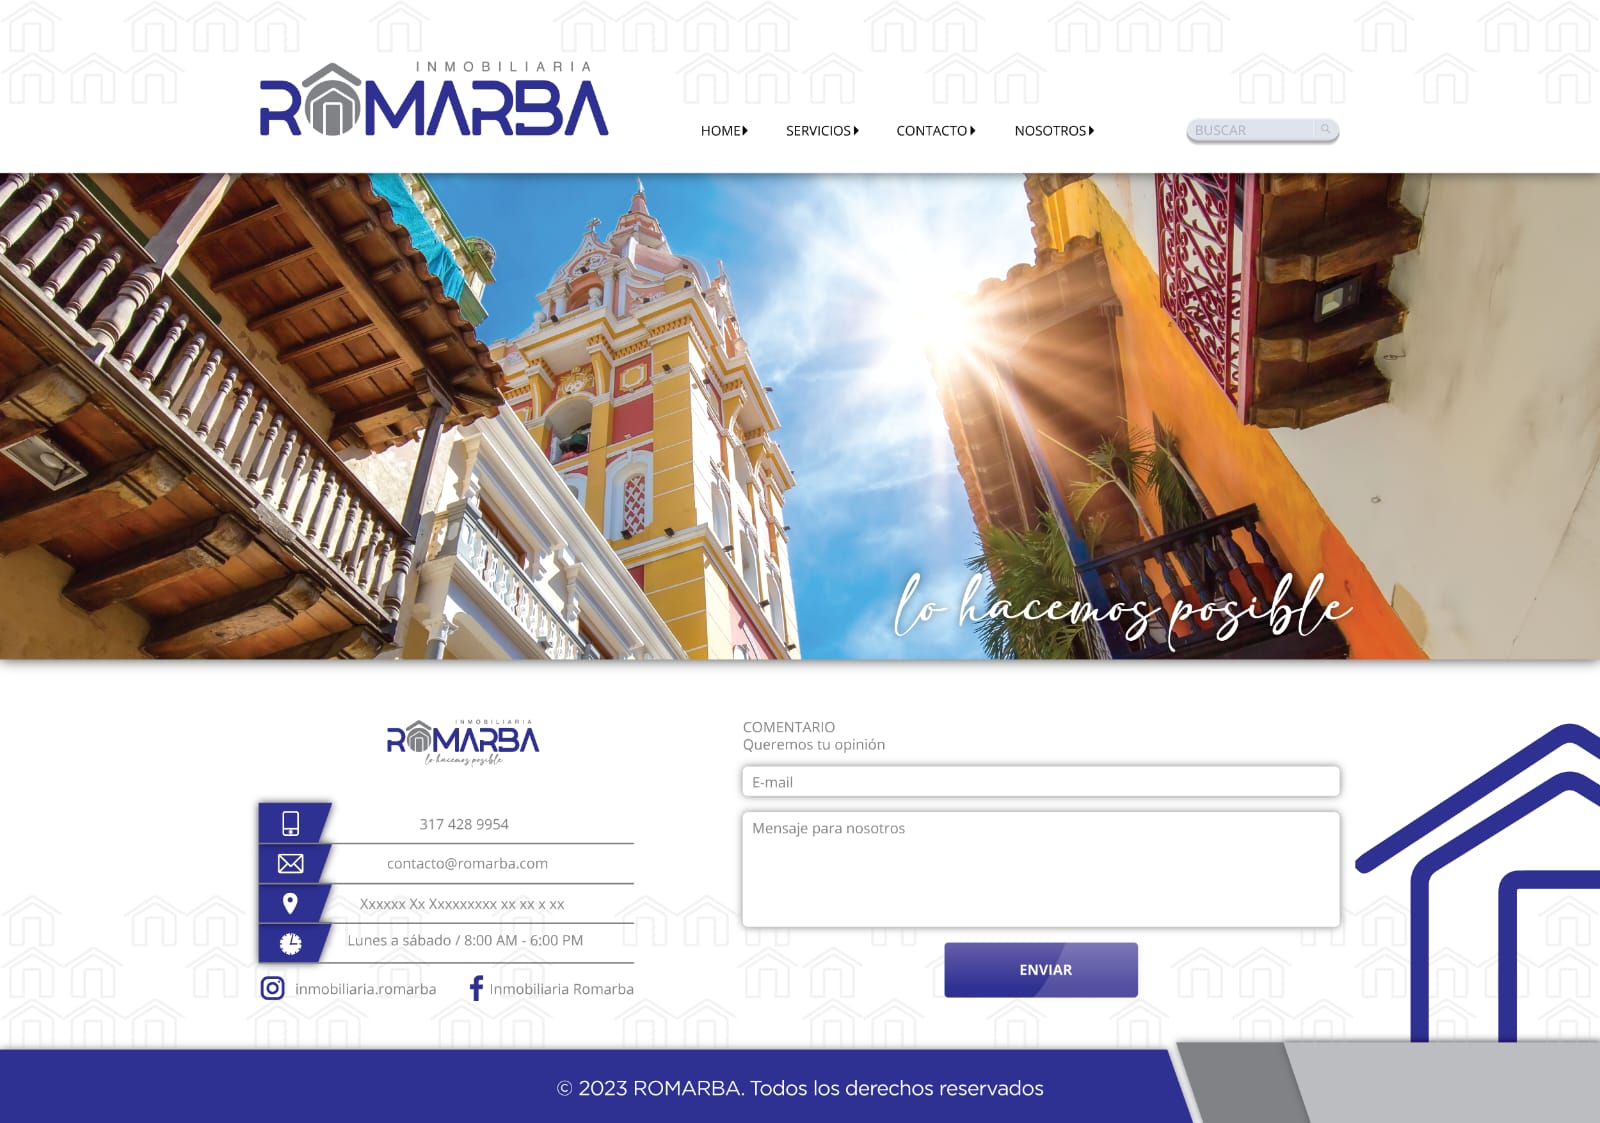 INMOBILIARIA
ROMARBA
HOME
SERVICIOS
CONTACTO
NOSOTROS
BUSCAR
lo hacemos posible
INMOBILIARIA
ROMARBA
lo hacemos posible
317 428 9954
contacto@romarba.com
Xxxxxx Xx Xxxxxxxxx xx xx x xx
Lunes a sábado / 8:00 AM - 6:00 PM
inmobiliaria.romarba
Inmobiliaria Romarba
COMENTARIO
Queremos tu opinión
E-mail
Mensaje para nosotros
ENVIAR
© 2023 ROMARBA. Todos los derechos reservados